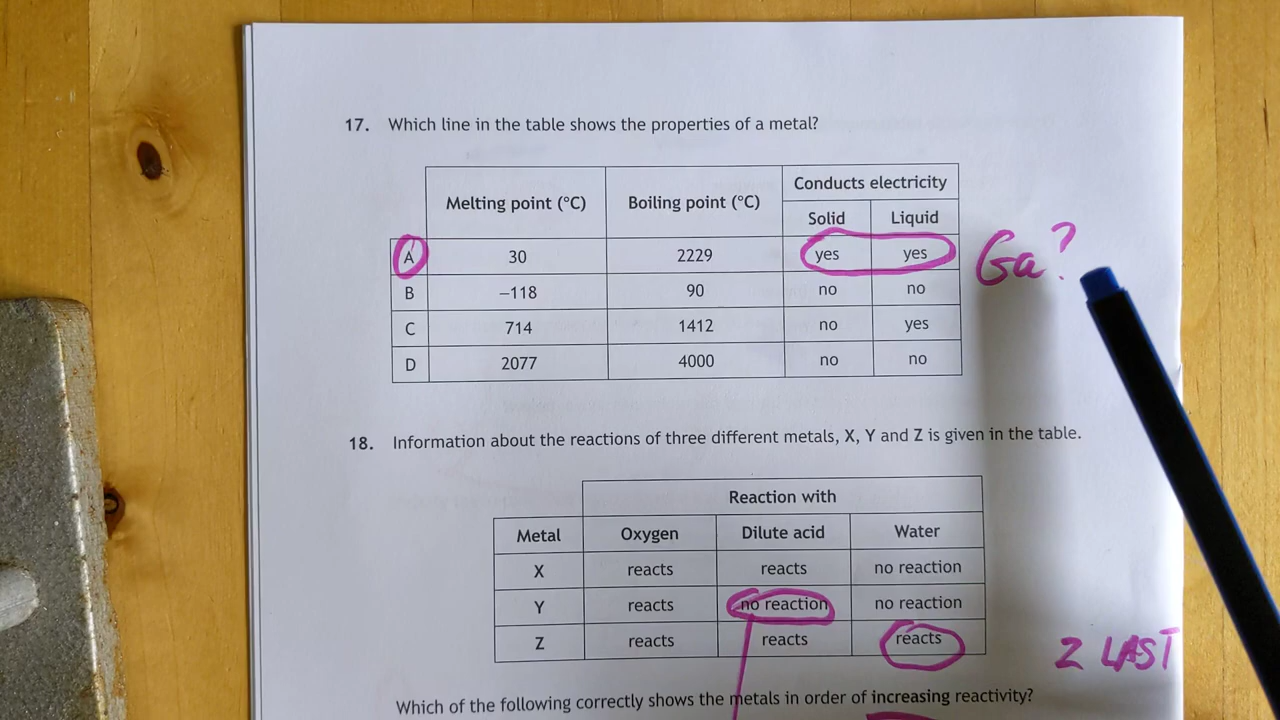 17. Which line in the table shows the properties of a metal?
Melting point (°C) Boiling point (°C) Conducts electricity
Solid Liquid
A 30 2229 yes yes Ga?
B −118 90 no no
C 714 1412 no yes
D 2077 4000 no no
18. Information about the reactions of three different metals, X, Y and Z is given in the table.
Reaction with
Metal Oxygen Dilute acid Water
X reacts reacts no reaction
Y reacts no reaction no reaction
Z reacts reacts reacts
Z LAST
Which of the following correctly shows the metals in order of increasing reactivity?